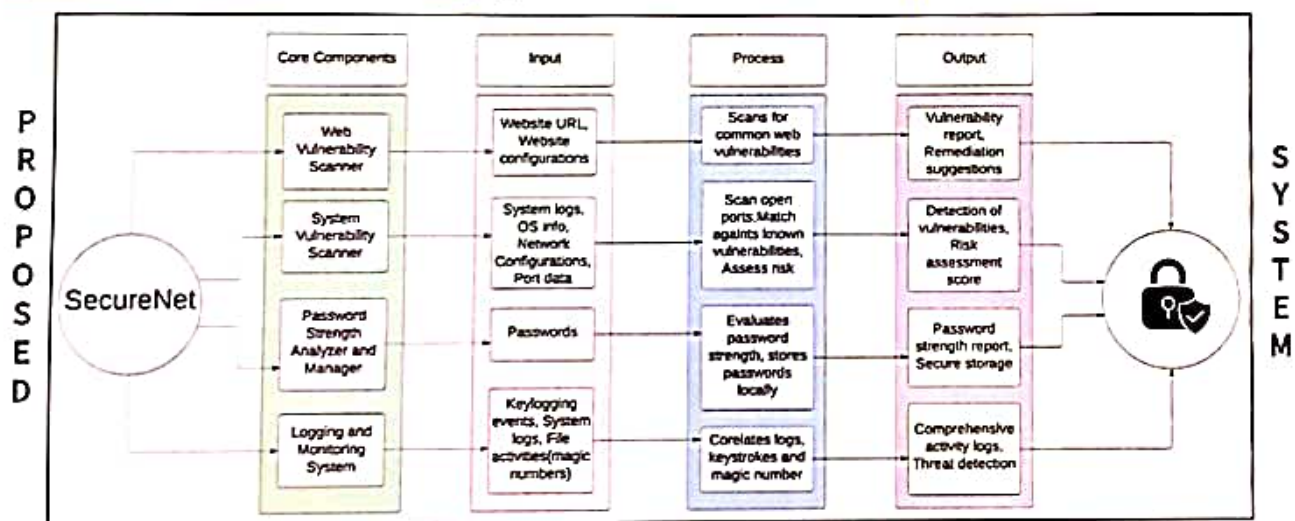 PROPOSED
SYSTEM
Core Components
Input
Process
Output
SecureNet
Web
Vulnerability
Scanner
Website URL,
Website
configurations
Scans for
common web
vulnerabilities
Vulnerability
report,
Remediation
suggestions
System
Vulnerability
Scanner
System logs,
OS info,
Network
Configurations,
Port data
Scan open
ports,Match
againts known
vulnerabilities,
Assess risk
Detection of
vulnerabilities,
Risk
assessment
score
Password
Strength
Analyzer and
Manager
Passwords
Evaluates
password
strength, stores
passwords
locally
Password
strength report,
Secure storage
Logging and
Monitoring
System
Keylogging
events, System
logs, File
activities(magic
numbers)
Corelates logs,
keystrokes and
magic number
Comprehensive
activity logs,
Threat detection